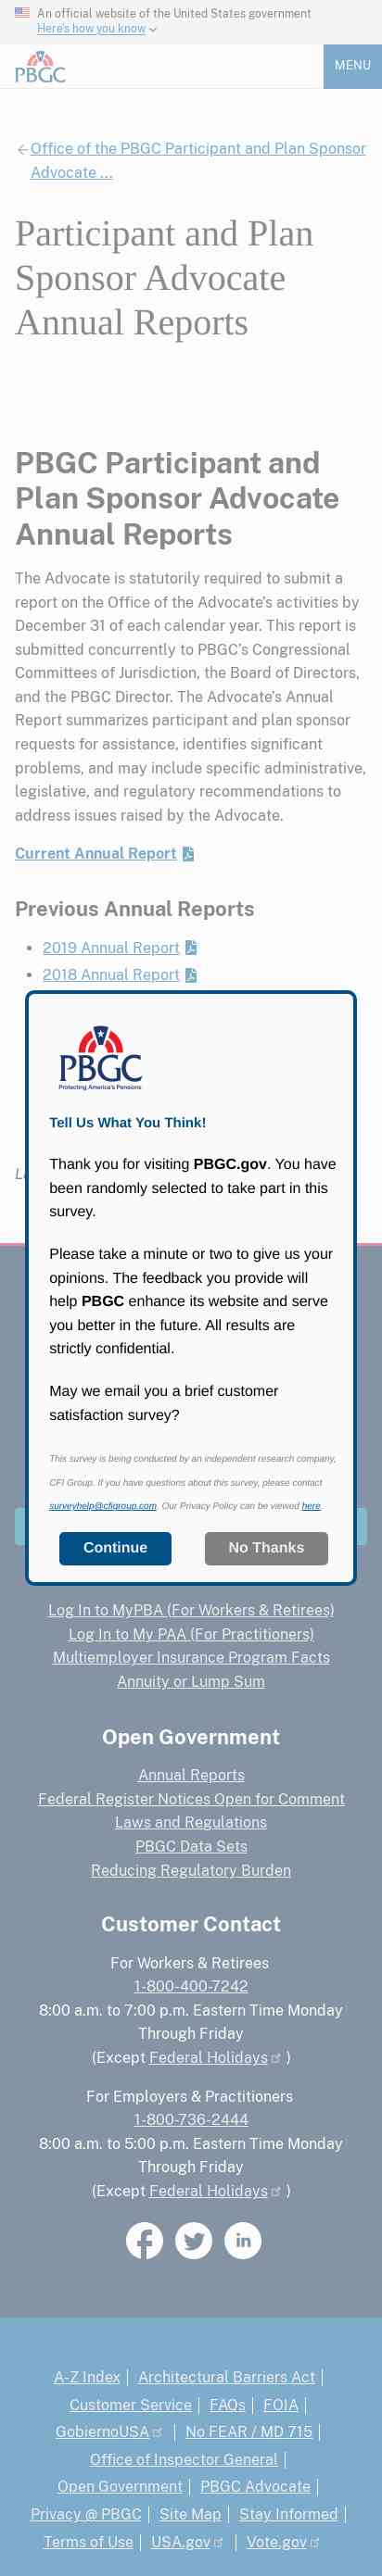 An official website of the United States government
Here's how you know
PBGC
MENU
Office of the PBGC Participant and Plan Sponsor
Advocate ...
Participant and Plan
Sponsor Advocate
Annual Reports
PBGC Participant and
Plan Sponsor Advocate
Annual Reports
The Advocate is statutorily required to submit a
report on the Office of the Advocate's activities by
December 31 of each calendar year. This report is
submitted concurrently to PBGC's Congressional
Committees of Jurisdiction, the Board of Directors,
and the PBGC Director. The Advocate's Annual
Report summarizes participant and plan sponsor
requests for assistance, identifies significant
problems, and may include specific administrative,
legislative, and regulatory recommendations to
address issues raised by the Advocate.
Current Annual Report
Previous Annual Reports
• 2019 Annual Report
• 2018 Annual Report
PBGC
Protecting America's Pensions
Tell Us What You Think!
Thank you for visiting PBGC.gov. You have
been randomly selected to take part in this
survey.
Please take a minute or two to give us your
opinions. The feedback you provide will
help PBGC enhance its website and serve
you better in the future. All results are
strictly confidential.
May we email you a brief customer
satisfaction survey?
This survey is being conducted by an independent research company,
CFI Group. If you have questions about this survey, please contact
surveyhelp@cfigroup.com. Our Privacy Policy can be viewed here.
Continue
No Thanks
Log In to MyPBA (For Workers & Retirees)
Log In to My PAA (For Practitioners)
Multiemployer Insurance Program Facts
Annuity or Lump Sum
Open Government
Annual Reports
Federal Register Notices Open for Comment
Laws and Regulations
PBGC Data Sets
Reducing Regulatory Burden
Customer Contact
For Workers & Retirees
1-800-400-7242
8:00 a.m. to 7:00 p.m. Eastern Time Monday
Through Friday
(Except Federal Holidays )
For Employers & Practitioners
1-800-736-2444
8:00 a.m. to 5:00 p.m. Eastern Time Monday
Through Friday
(Except Federal Holidays )
A-Z Index | Architectural Barriers Act |
Customer Service | FAQs | FOIA |
GobiernoUSA | No FEAR / MD 715 |
Office of Inspector General |
Open Government | PBGC Advocate |
Privacy @ PBGC | Site Map | Stay Informed |
Terms of Use | USA.gov | Vote.gov